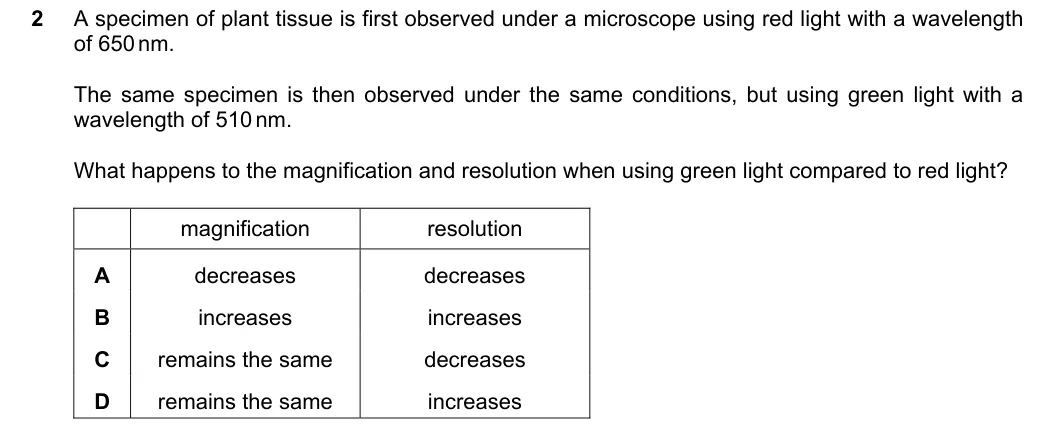 2 A specimen of plant tissue is first observed under a microscope using red light with a wavelength
of 650 nm.
The same specimen is then observed under the same conditions, but using green light with a
wavelength of 510 nm.
What happens to the magnification and resolution when using green light compared to red light?
magnification resolution
A decreases decreases
B increases increases
C remains the same decreases
D remains the same increases